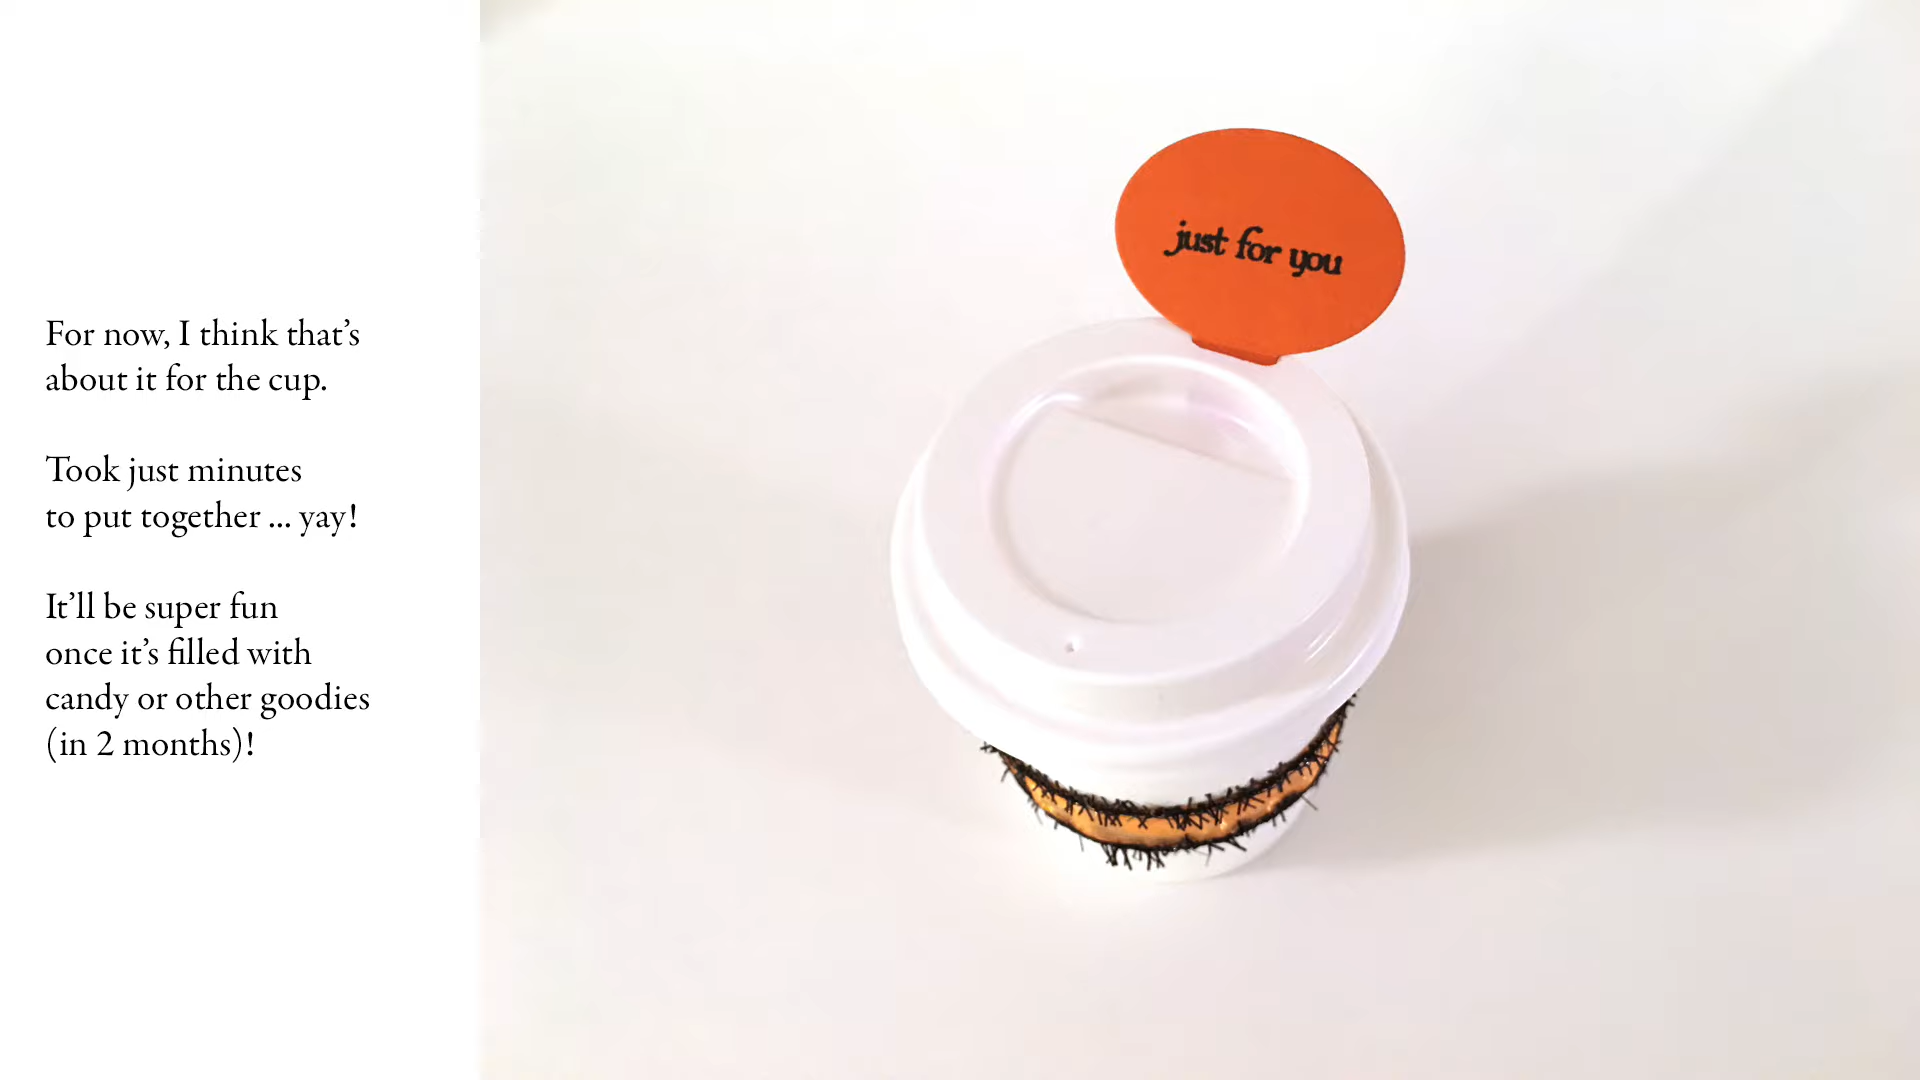 For now, I think that’s
about it for the cup.
Took just minutes
to put together ... yay!
It’ll be super fun
once it’s filled with
candy or other goodies
(in 2 months)!
just for you